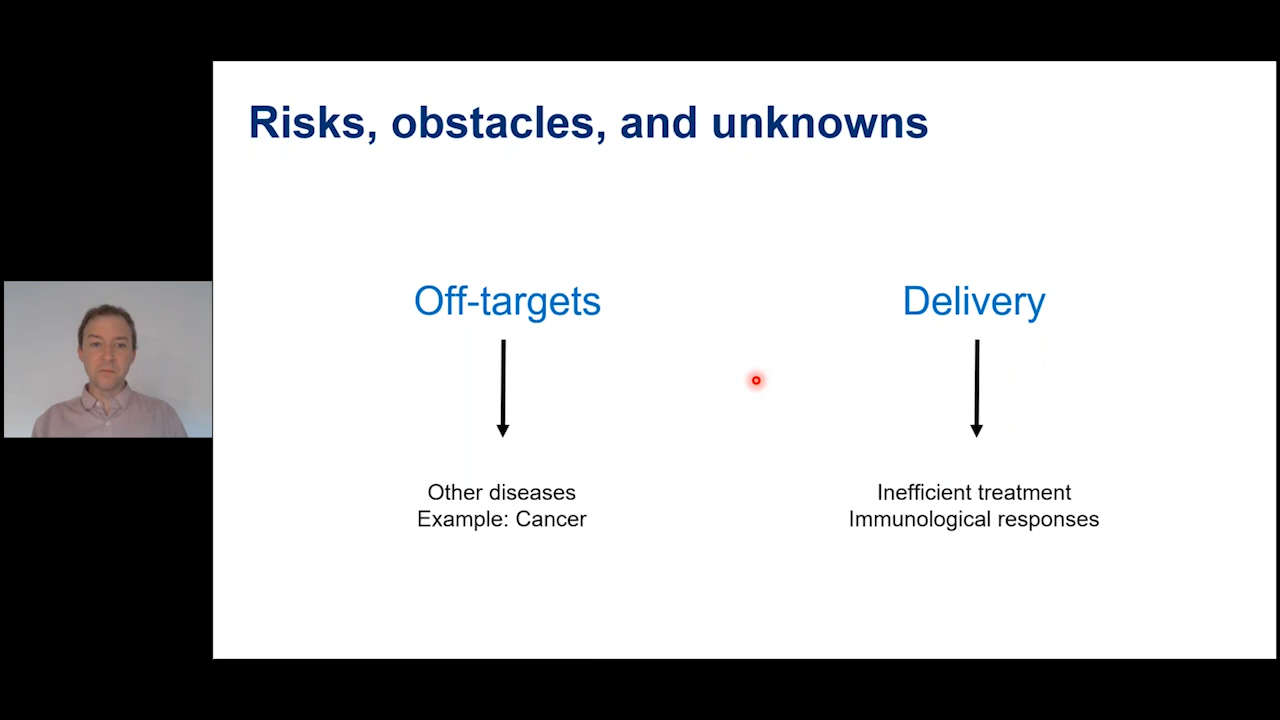 Risks, obstacles, and unknowns
Off-targets
Other diseases
Example: Cancer
Delivery
Inefficient treatment
Immunological responses